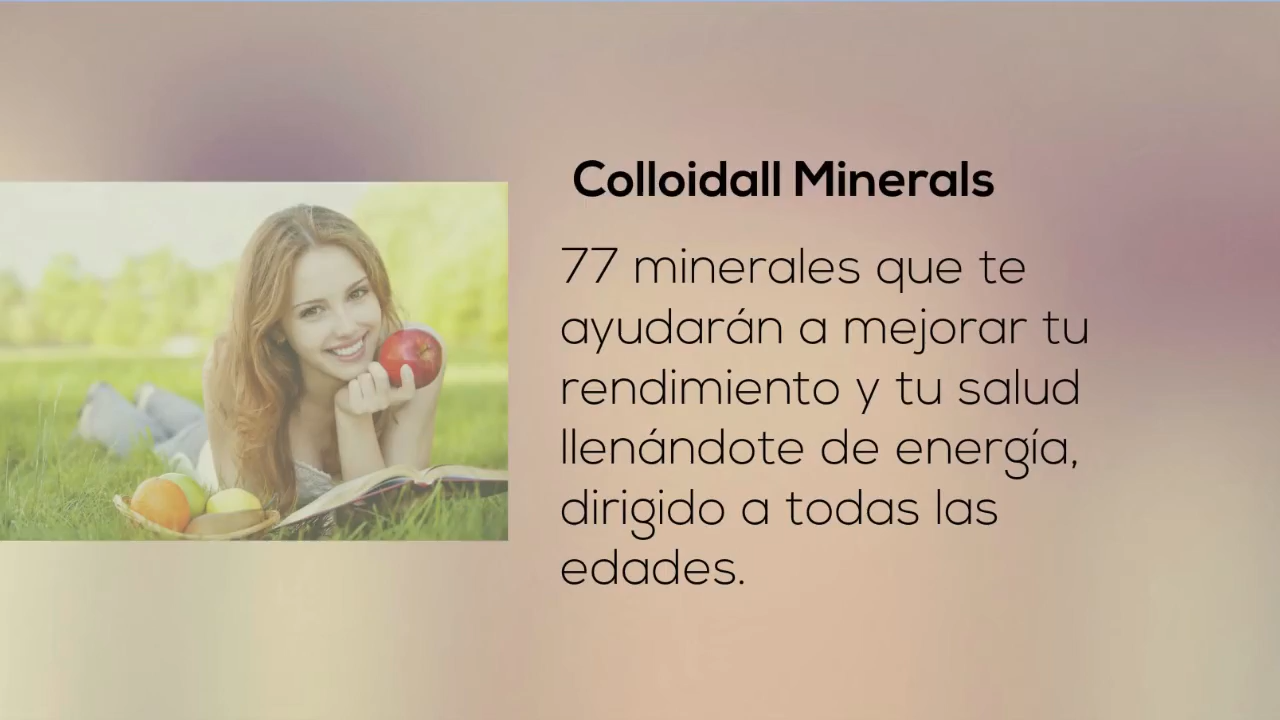 Colloidall Minerals
77 minerales que te
ayudarán a mejorar tu
rendimiento y tu salud
llenándote de energía,
dirigido a todas las
edades.